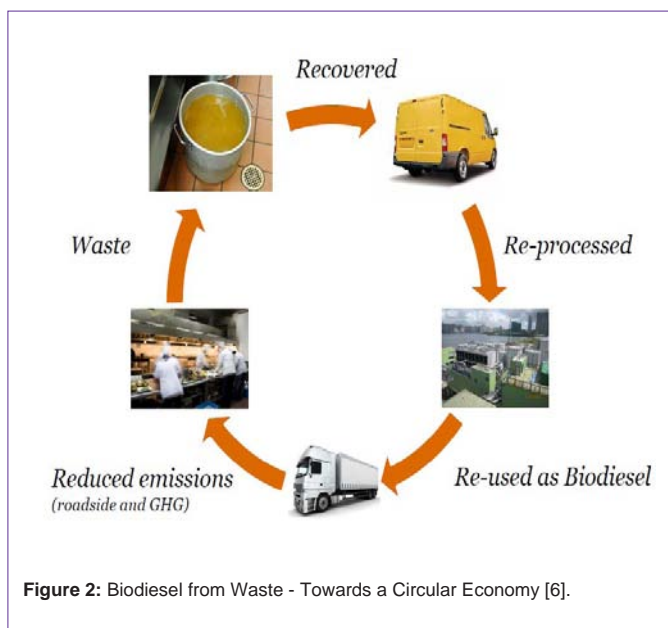 Recovered
Waste
Re-processed
Reduced emissions
(roadside and GHG)
Re-used as Biodiesel
Figure 2: Biodiesel from Waste - Towards a Circular Economy [6].